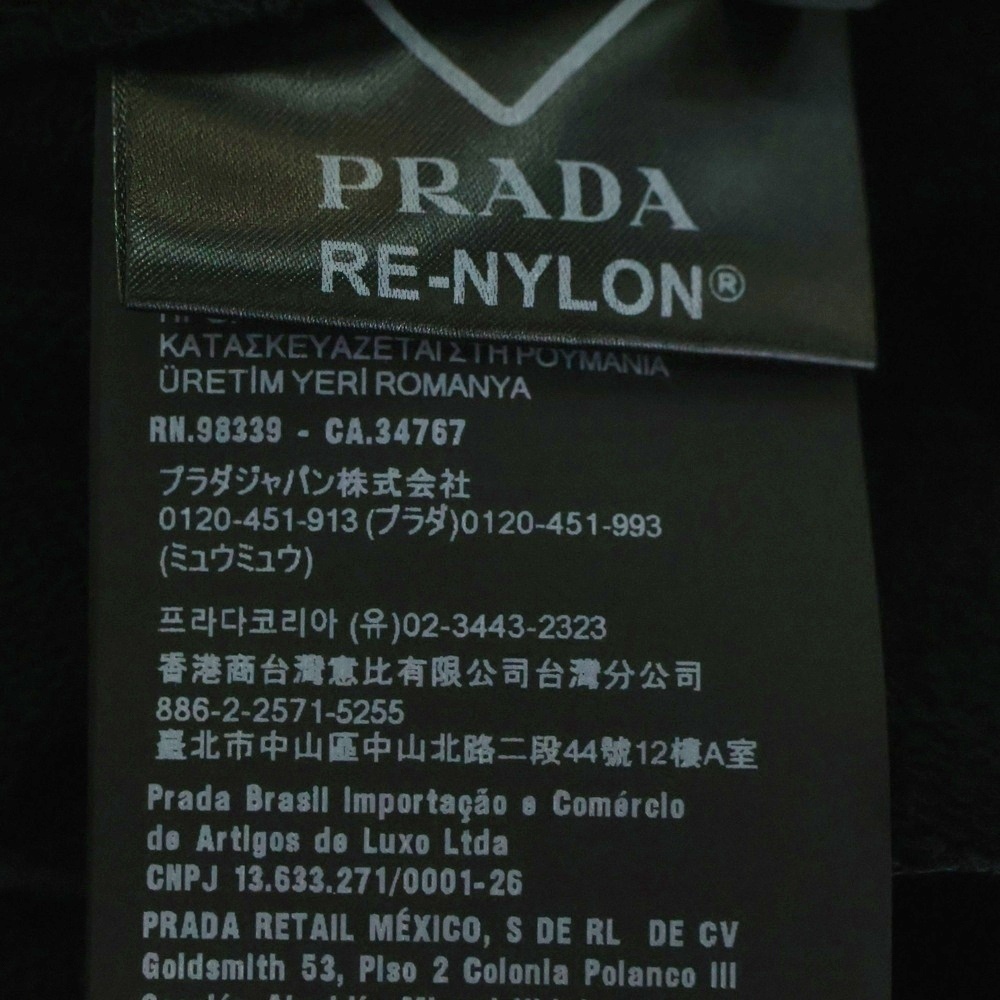 PRADA
RE-NYLON®
ΚΑΤΑΣΚΕΥΑΖΕΤΑΙ ΣΤΗ ΡΟΥΜΑΝΙΑ
ÜRETİM YERİ ROMANYA
RN.98339 - CA.34767
プラダジャパン株式会社
0120-451-913 (プラダ)0120-451-993
(ミュウミュウ)
프라다코리아 (유)02-3443-2323
香港商台灣惠比有限公司台灣分公司
886-2-2571-5255
臺北市中山區中山北路二段44號12樓A室
Prada Brasil Importação e Comércio
de Artigos de Luxo Ltda
CNPJ 13.633.271/0001-26
PRADA RETAIL MÉXICO, S DE RL DE CV
Goldsmith 53, Piso 2 Colonia Polanco III